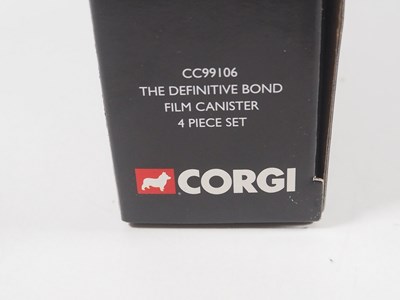 CC99106
THE DEFINITIVE BOND
FILM CANISTER
4 PIECE SET
CORGI